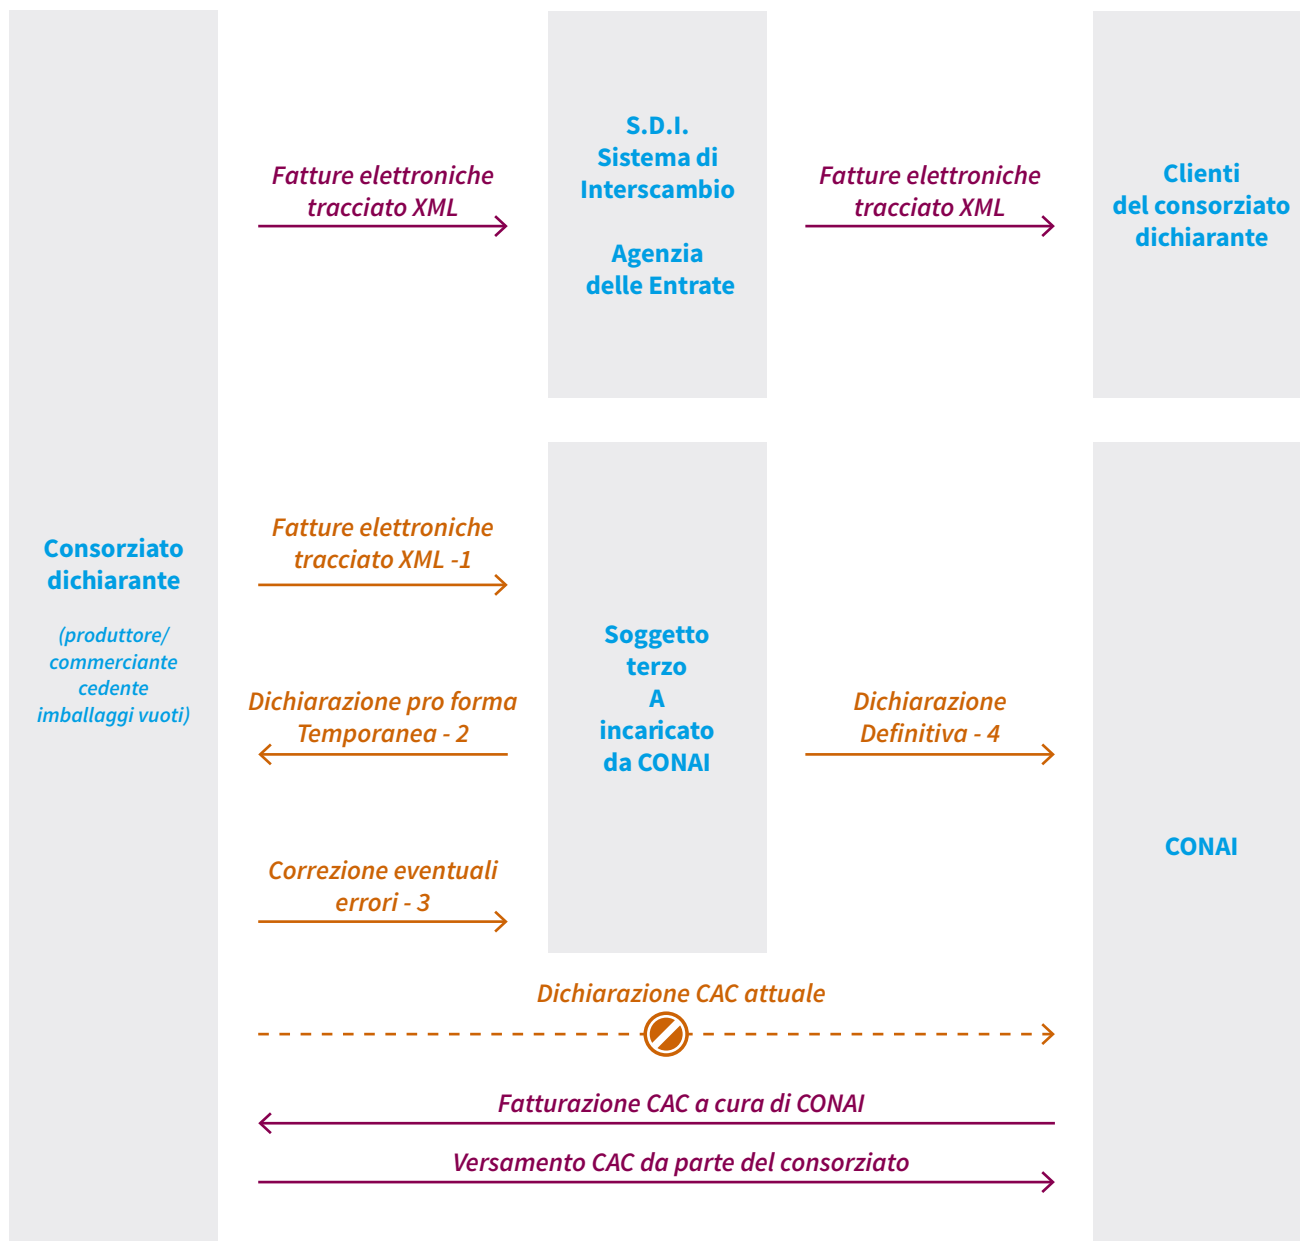 S.D.I.
Sistema di
Interscambio
Agenzia
delle Entrate
Fatture elettroniche
tracciato XML
Fatture elettroniche
tracciato XML
Clienti
del consorziato
dichiarante
Consorziato
dichiarante
(produttore/
commerciante
cedente
imballaggi vuoti)
Fatture elettroniche
tracciato XML -1
Dichiarazione pro forma
Temporanea - 2
Correzione eventuali
errori - 3
Soggetto
terzo
A
incaricato
da CONAI
Dichiarazione
Definitiva - 4
CONAI
Dichiarazione CAC attuale
Fatturazione CAC a cura di CONAI
Versamento CAC da parte del consorziato